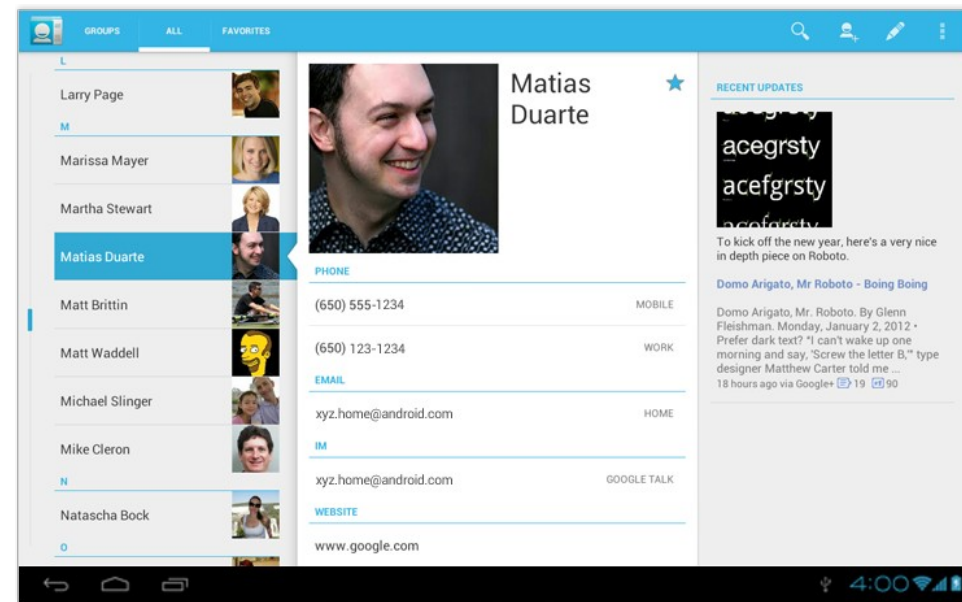 GROUPS
ALL
FAVORITES
L
Larry Page
M
Marissa Mayer
Martha Stewart
Matias Duarte
Matt Brittin
Matt Waddell
Michael Slinger
Mike Cleron
N
Natascha Bock
O
Matias
Duarte
PHONE
(650) 555-1234 MOBILE
(650) 123-1234 WORK
EMAIL
xyz.home@android.com HOME
IM
xyz.home@android.com GOOGLE TALK
WEBSITE
www.google.com
RECENT UPDATES
acegrsty
acefgrsty
To kick off the new year, here's a very nice
in depth piece on Roboto.
Domo Arigato, Mr Roboto - Boing Boing
Domo Arigato, Mr. Roboto. By Glenn
Fleishman. Monday, January 2, 2012 •
Prefer dark text? "I can't wake up one
morning and say, 'Screw the letter B,'" type
designer Matthew Carter told me ...
18 hours ago via Google+ 19 +1 90
4:00